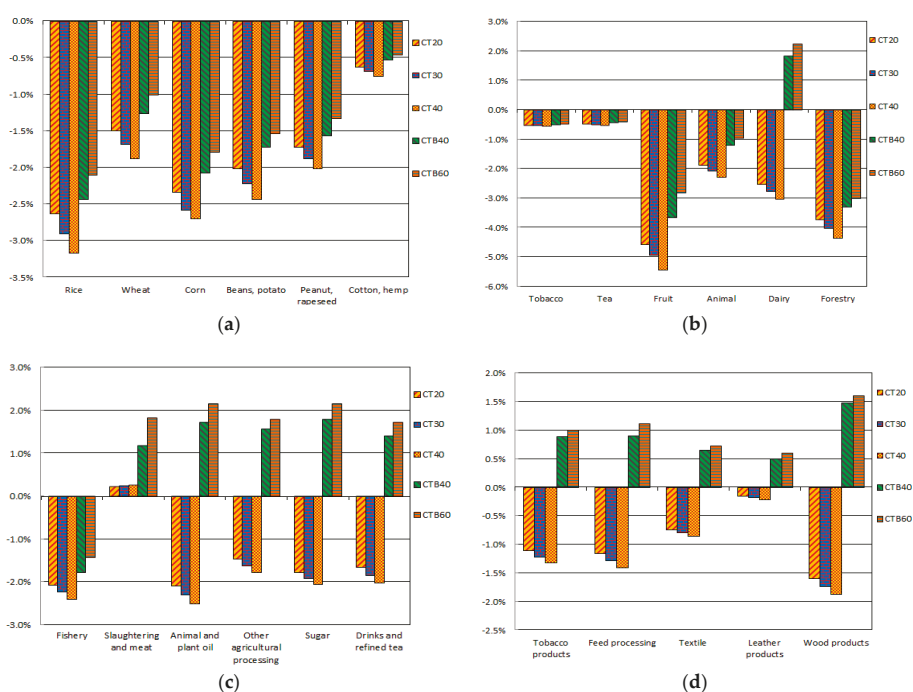 0.0%
-0.5%
-1.0%
-1.5%
-2.0%
-2.5%
-3.0%
-3.5%
Rice Wheat Corn Beans, potato Peanut, rapeseed Cotton, hemp
CT20
CT30
CT40
CTB40
CTB60
(a)
3.0%
2.0%
1.0%
0.0%
-1.0%
-2.0%
-3.0%
-4.0%
-5.0%
-6.0%
Tobacco Tea Fruit Animal Dairy Forestry
CT20
CT30
CT40
CTB40
CTB60
(b)
3.0%
2.0%
1.0%
0.0%
-1.0%
-2.0%
-3.0%
Fishery Slaughtering and meat Animal and plant oil Other agricultural processing Sugar Drinks and refined tea
CT20
CT30
CT40
CTB40
CTB60
(c)
2.0%
1.5%
1.0%
0.5%
0.0%
-0.5%
-1.0%
-1.5%
-2.0%
-2.5%
Tobacco products Feed processing Textile Leather products Wood products
CT20
CT30
CT40
CTB40
CTB60
(d)